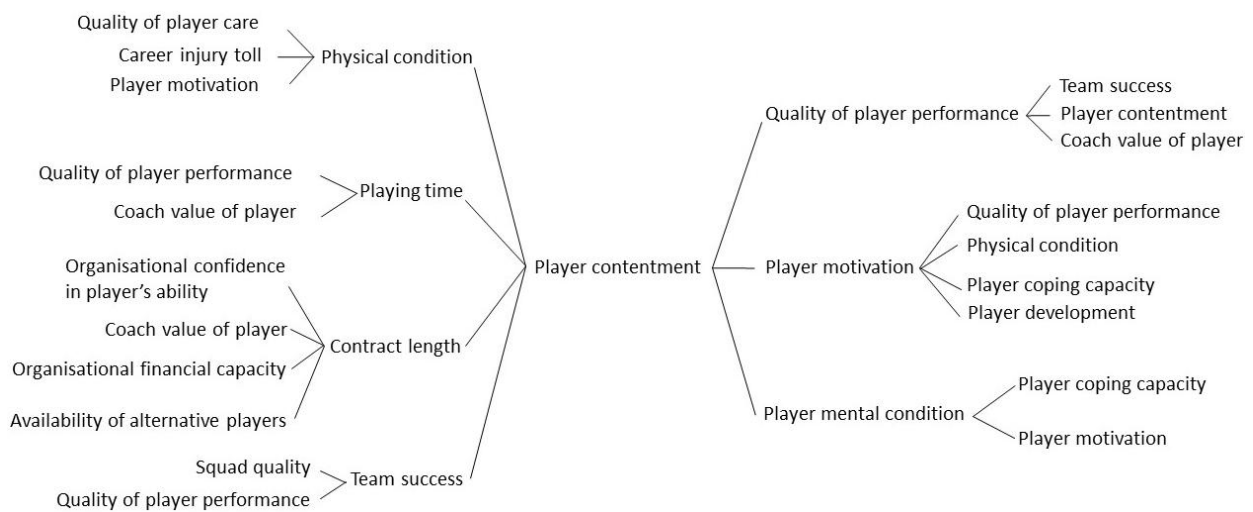 Quality of player care
Career injury toll
Player motivation
Physical condition
Quality of player performance
Coach value of player
Playing time
Organisational confidence
in player's ability
Coach value of player
Organisational financial capacity
Availability of alternative players
Contract length
Squad quality
Quality of player performance
Team success
Player contentment
Quality of player performance
Team success
Player contentment
Coach value of player
Player motivation
Quality of player performance
Physical condition
Player coping capacity
Player development
Player mental condition
Player coping capacity
Player motivation